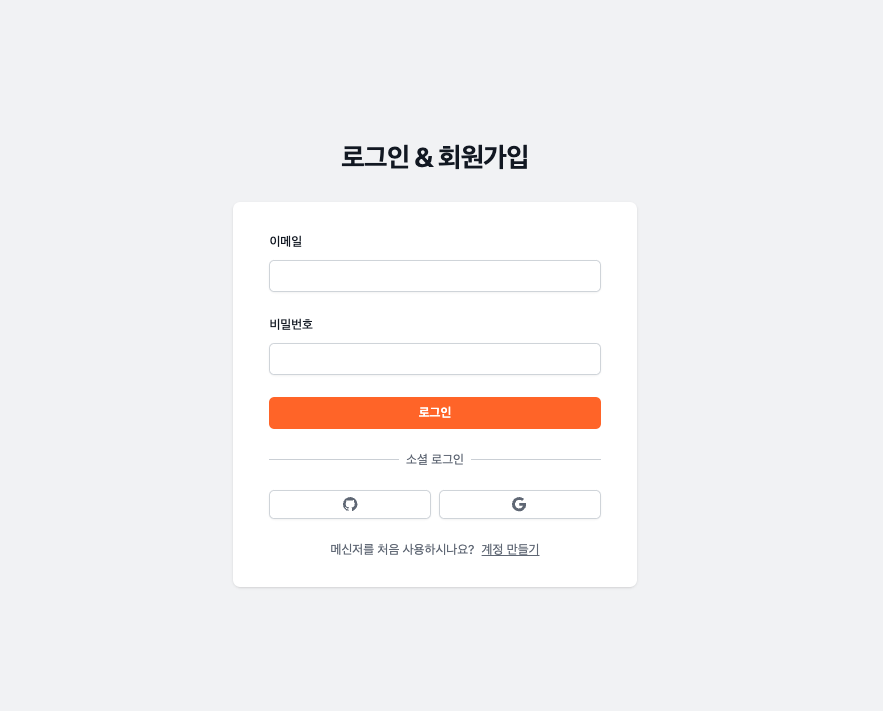 로그인 & 회원가입
이메일
비밀번호
로그인
소셜 로그인
메신저를 처음 사용하시나요? 계정 만들기